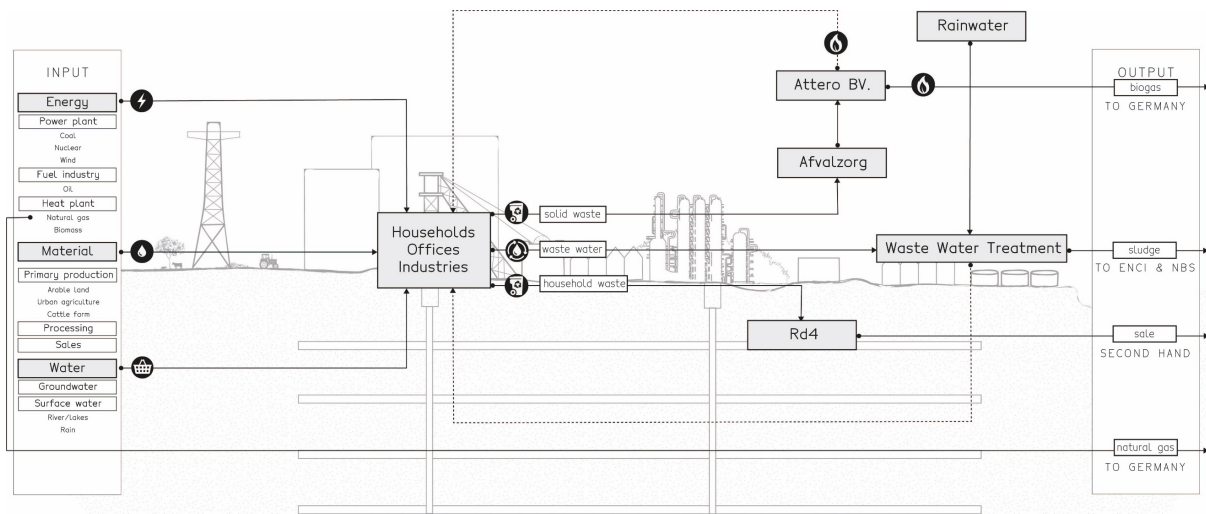 INPUT
Energy
Power plant
Coal
Nuclear
Wind
Fuel industry
Oil
Heat plant
Natural gas
Biomass
Material
Primary production
Arable land
Urban agriculture
Cattle farm
Processing
Sales
Water
Groundwater
Surface water
River/lakes
Rain
Households
Offices
Industries
solid waste
waste water
household waste
Attero BV.
Afvalzorg
Rainwater
Waste Water Treatment
Rd4
OUTPUT
biogas
TO GERMANY
sludge
TO ENCI & NBS
sale
SECOND HAND
natural gas
TO GERMANY